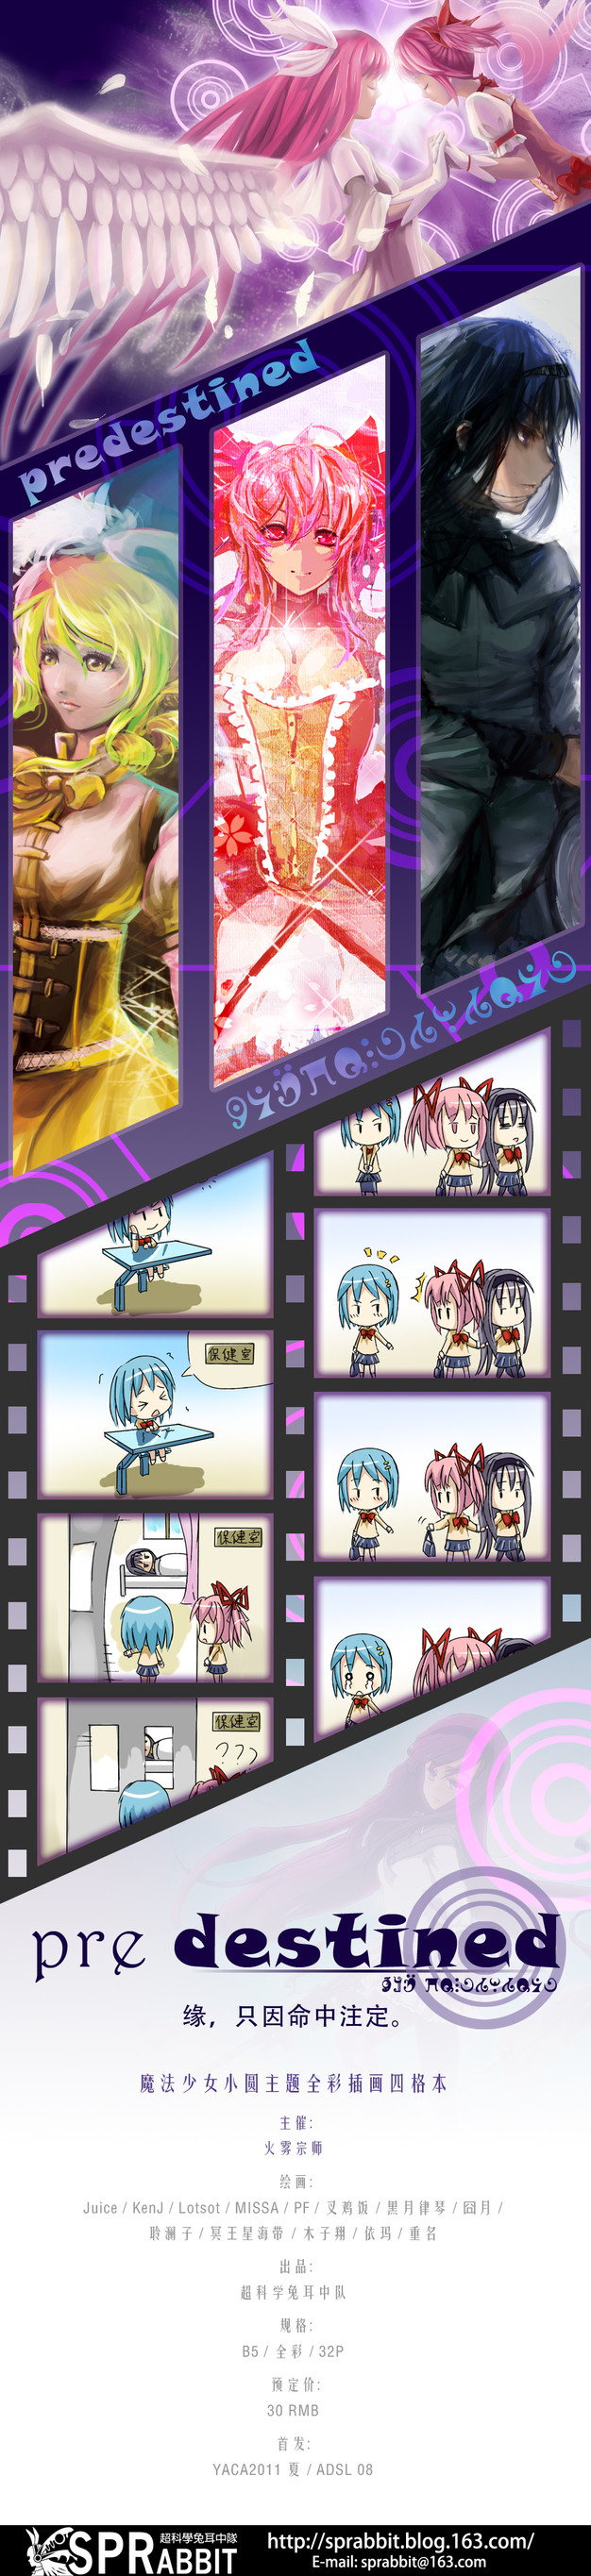 predestined
保健室
保健室
保健室
???
pre destined
缘，只因命中注定。
魔法少女小圆主题全彩插画四格本
主催:
火雾宗师
绘画:
Juice / KenJ / Lotsot / MISSA / PF / 叉鸡饭 / 黑月律琴 / 囧月 /
聆澜子 / 冥王星海带 / 木子翔 / 依玛 / 重名
出品:
超科学兔耳中队
规格:
B5 / 全彩 / 32P
预定价:
30 RMB
首发:
YACA2011 夏 / ADSL 08
超科學兔耳中隊
SPRABBIT
http://sprabbit.blog.163.com/
E-mail: sprabbit@163.com